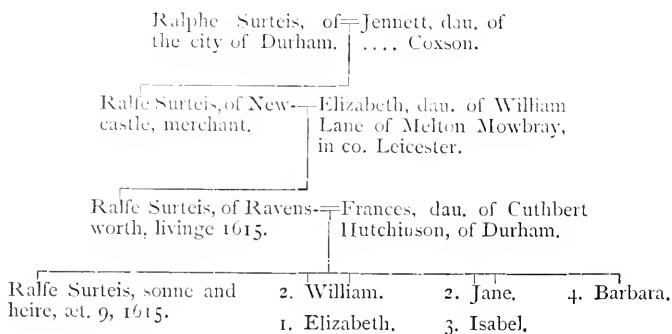 Ralphe Surteis, of Jennett, dau. of
the city of Durham. .... Coxson.
Ralfe Surteis, of New- Elizabeth, dau. of William
castle, merchant. Lane of Melton Mowbray,
in co. Leicester.
Ralfe Surteis, of Ravens- Frances, dau. of Cuthbert
worth, livinge 1615. Hutchinson, of Durham.
Ralfe Surteis, sonne and 2. William. 2. Jane. 4. Barbara.
heire, æt. 9, 1615. 1. Elizabeth. 3. Isabel.